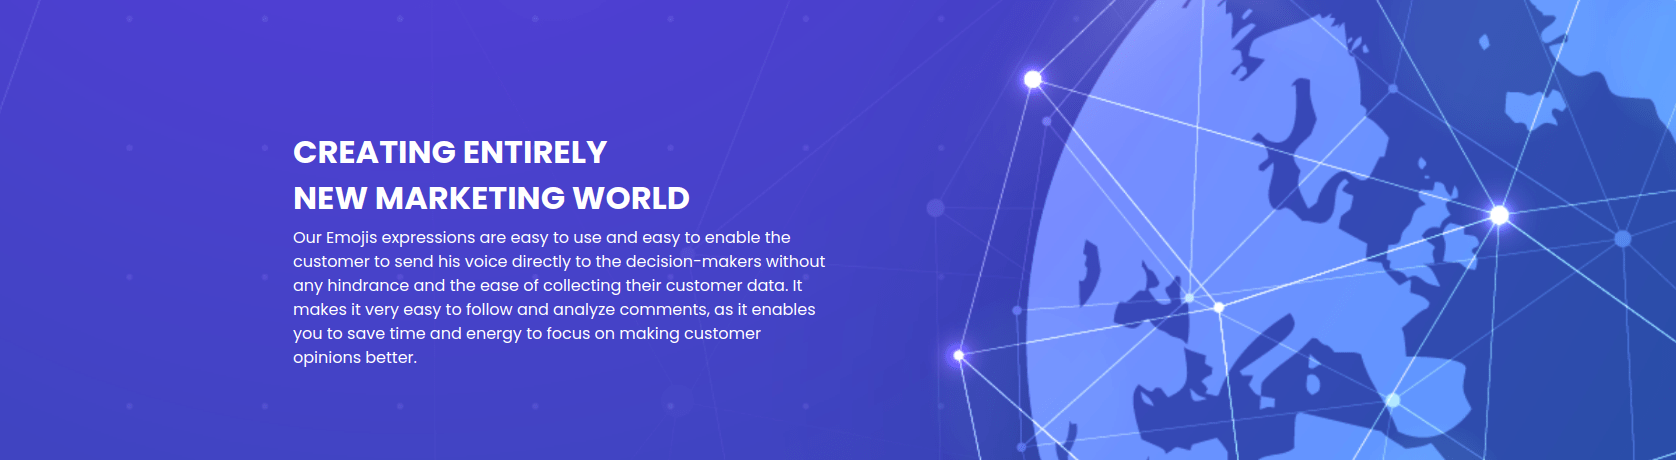 CREATING ENTIRELY
NEW MARKETING WORLD
Our Emojis expressions are easy to use and easy to enable the
customer to send his voice directly to the decision-makers without
any hindrance and the ease of collecting their customer data. It
makes it very easy to follow and analyze comments, as it enables
you to save time and energy to focus on making customer
opinions better.